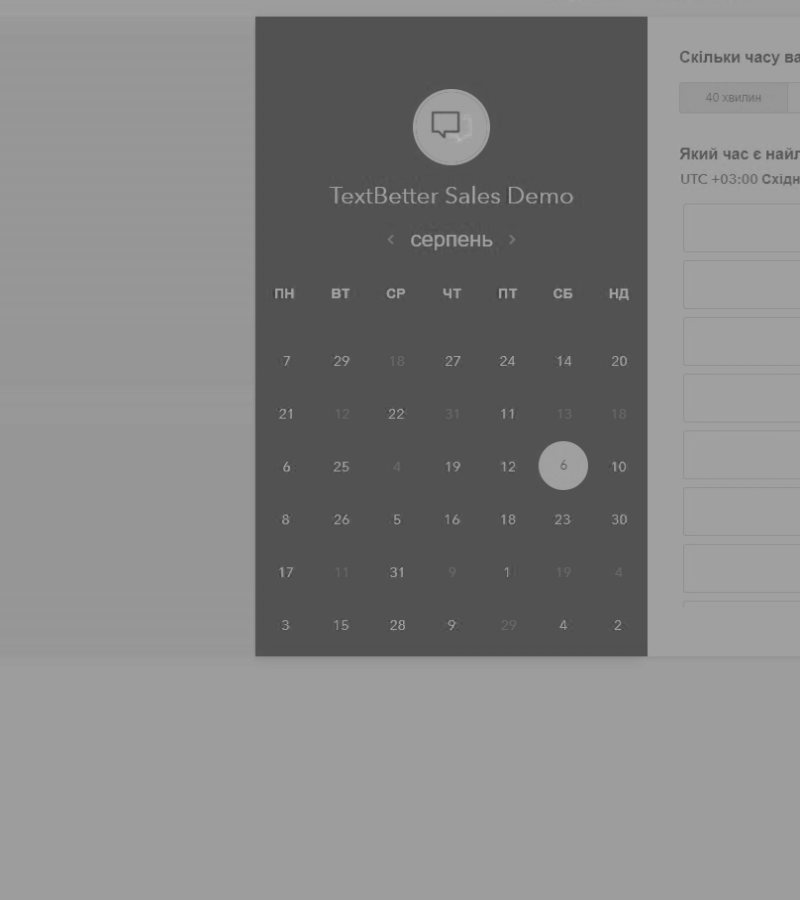 TextBetter Sales Demo
‹ серпень ›
ПН ВТ СР ЧТ ПТ СБ НД
7 29 18 27 24 14 20
21 12 22 31 11 13 18
6 25 4 19 12 6 10
8 26 5 16 18 23 30
17 11 31 9 1 19 4
3 15 28 9 29 4 2
Скільки часу
40 хвилин
Який час є
UTC +03:00